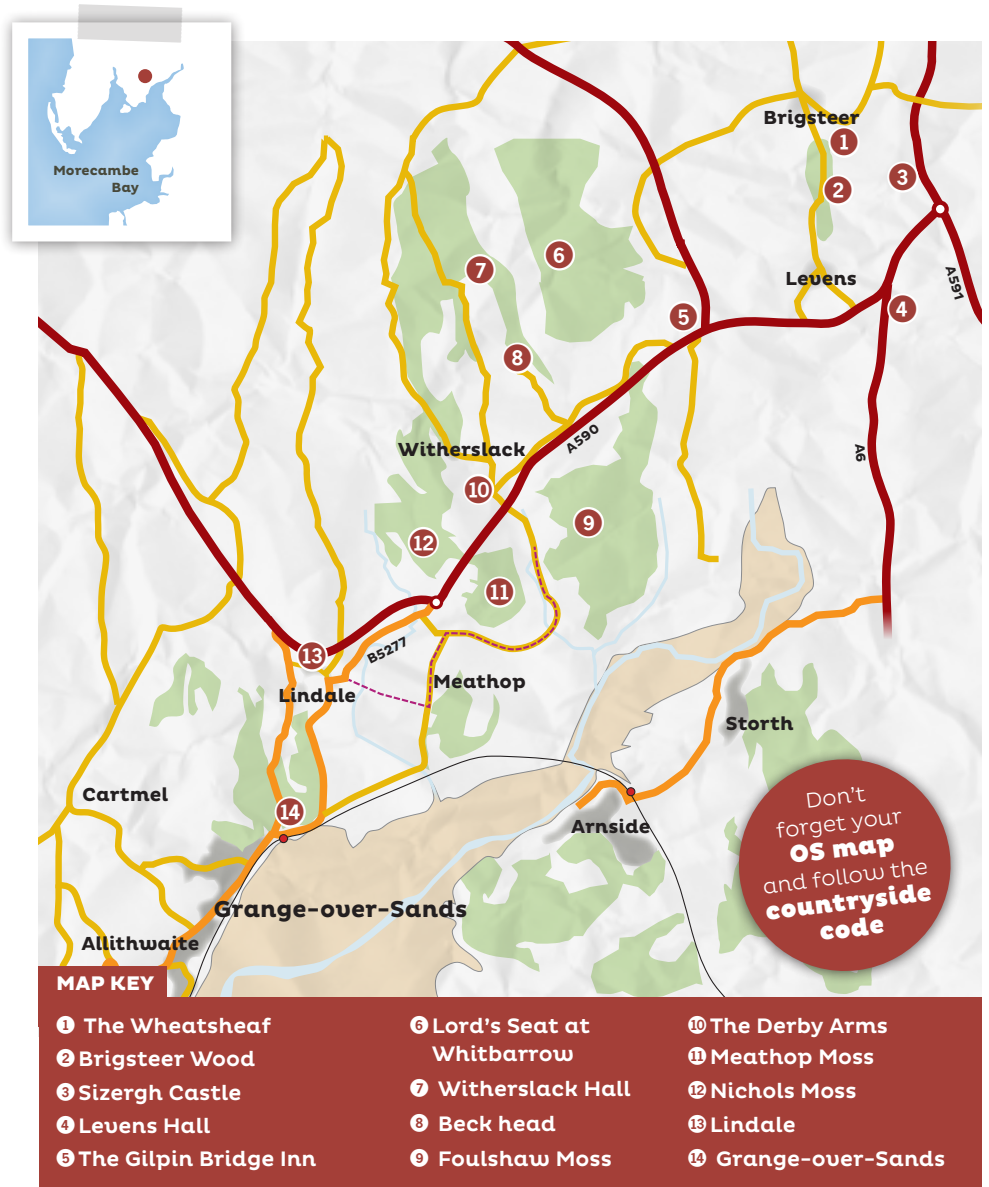 Morecambe
Bay
Brigsteer
1
2
3
6
7
Levens
A591
4
5
8
A590
Witherslack
A6
10
9
12
11
13
B5277
Meathop
Lindale
Storth
Cartmel
14
Arnside
Don't
forget your
OS map
and follow the
countryside
code
Grange-over-Sands
Allithwaite
MAP KEY
1 The Wheatsheaf
2 Brigsteer Wood
3 Sizergh Castle
4 Levens Hall
5 The Gilpin Bridge Inn
6 Lord's Seat at
Whitbarrow
7 Witherslack Hall
8 Beck head
9 Foulshaw Moss
10 The Derby Arms
11 Meathop Moss
12 Nichols Moss
13 Lindale
14 Grange-over-Sands